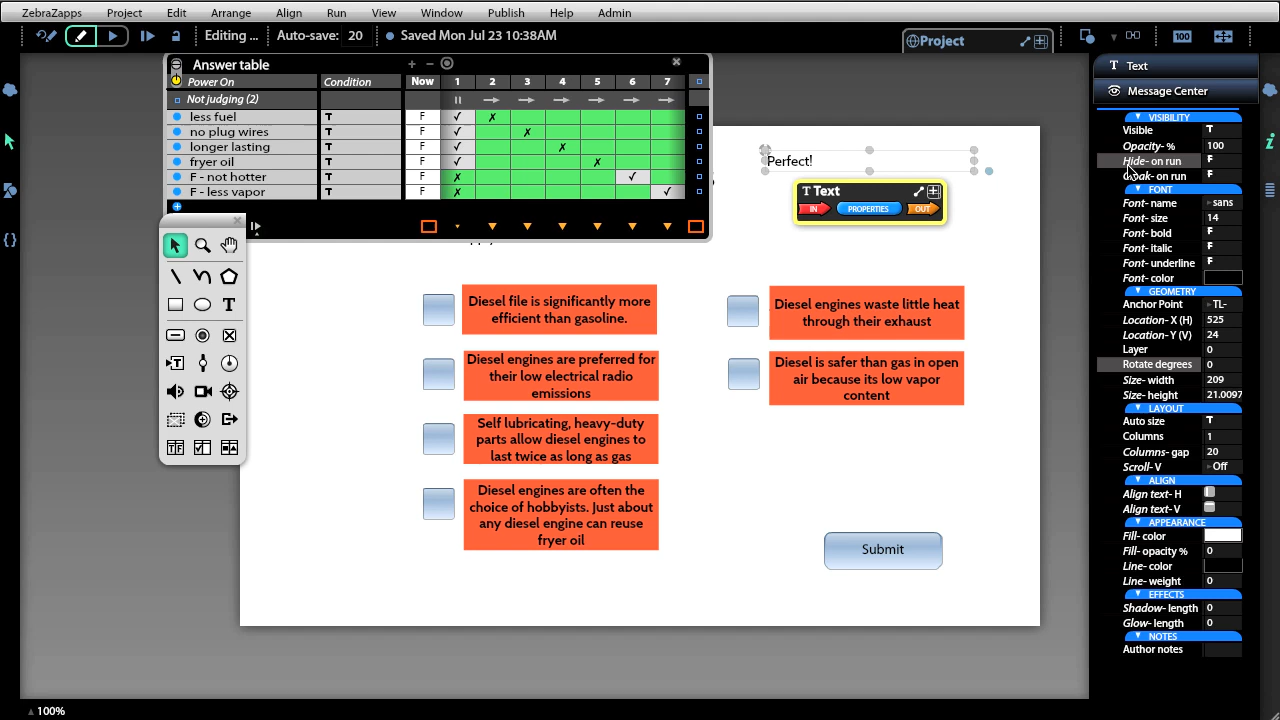 ZebraZapps Project Edit Arrange Align Run View Window Publish Help Admin
Editing ... Auto-save: 20 Saved Mon Jul 23 10:38AM
Project
100
Answer table
Power On Condition Now 1 2 3 4 5 6 7
Not judging (2)
less fuel T F ✓ ✗
no plug wires T F ✓ ✗
longer lasting T F ✓ ✗
fryer oil T F ✓ ✗
F - not hotter T F ✗ ✓
F - less vapor T F ✗ ✓
T
TF
Perfect!
T Text
IN PROPERTIES OUT
Diesel file is significantly more
efficient than gasoline.
Diesel engines are preferred for
their low electrical radio
emissions
Self lubricating, heavy-duty
parts allow diesel engines to
last twice as long as gas
Diesel engines are often the
choice of hobbyists. Just about
any diesel engine can reuse
fryer oil
Diesel engines waste little heat
through their exhaust
Diesel is safer than gas in open
air because its low vapor
content
Submit
T Text
Message Center
VISIBILITY
Visible T
Opacity- % 100
Hide- on run F
Cloak- on run F
FONT
Font- name sans
Font- size 14
Font- bold F
Font- italic F
Font- underline F
Font- color
GEOMETRY
Anchor Point TL-
Location- X (H) 525
Location- Y (V) 24
Layer 0
Rotate degrees 0
Size- width 209
Size- height 21.0097
LAYOUT
Auto size T
Columns 1
Columns- gap 20
Scroll- V Off
ALIGN
Align text- H
Align text- V
APPEARANCE
Fill- color
Fill- opacity % 0
Line- color
Line- weight 0
EFFECTS
Shadow- length 0
Glow- length 0
NOTES
Author notes
100%